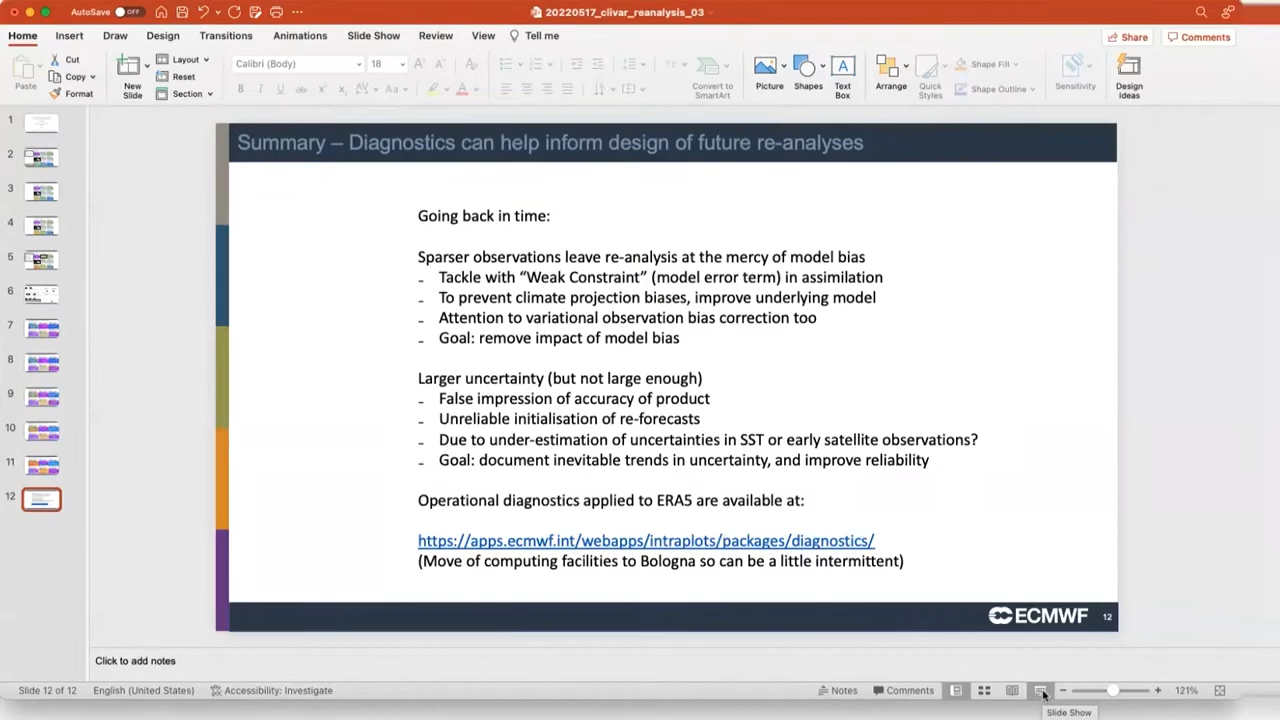 AutoSave OFF
20220517_clivar_reanalysis_03
Home Insert Draw Design Transitions Animations Slide Show Review View Tell me
Share Comments
Paste
Cut
Copy
Format
New Slide
Layout
Reset
Section
Calibri (Body) 18
Convert to SmartArt
Picture
Shapes
Text Box
Arrange
Quick Styles
Shape Fill
Shape Outline
Sensitivity
Design Ideas
1
2
3
4
5
6
7
8
9
10
11
12
Summary – Diagnostics can help inform design of future re-analyses
Going back in time:
Sparser observations leave re-analysis at the mercy of model bias
- Tackle with “Weak Constraint” (model error term) in assimilation
- To prevent climate projection biases, improve underlying model
- Attention to variational observation bias correction too
- Goal: remove impact of model bias
Larger uncertainty (but not large enough)
- False impression of accuracy of product
- Unreliable initialisation of re-forecasts
- Due to under-estimation of uncertainties in SST or early satellite observations?
- Goal: document inevitable trends in uncertainty, and improve reliability
Operational diagnostics applied to ERA5 are available at:
https://apps.ecmwf.int/webapps/intraplots/packages/diagnostics/
(Move of computing facilities to Bologna so can be a little intermittent)
ECMWF 12
Click to add notes
Slide 12 of 12 English (United States) Accessibility: Investigate Notes Comments 121%
Slide Show